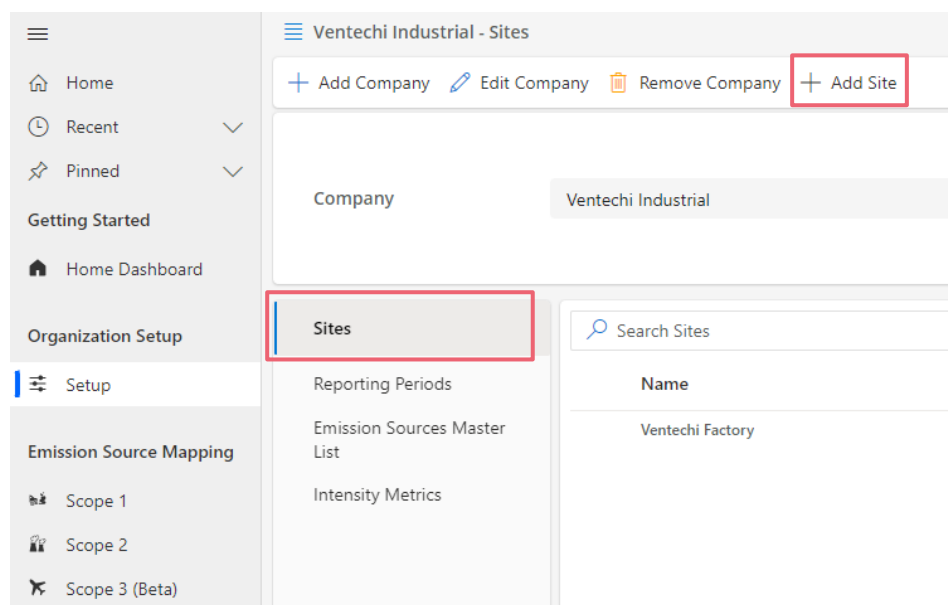 Ventechi Industrial - Sites
Home
Recent
Pinned
Getting Started
Home Dashboard
Organization Setup
Setup
Emission Source Mapping
Scope 1
Scope 2
Scope 3 (Beta)
Add Company
Edit Company
Remove Company
Add Site
Company
Ventechi Industrial
Sites
Reporting Periods
Emission Sources Master
List
Intensity Metrics
Search Sites
Name
Ventechi Factory